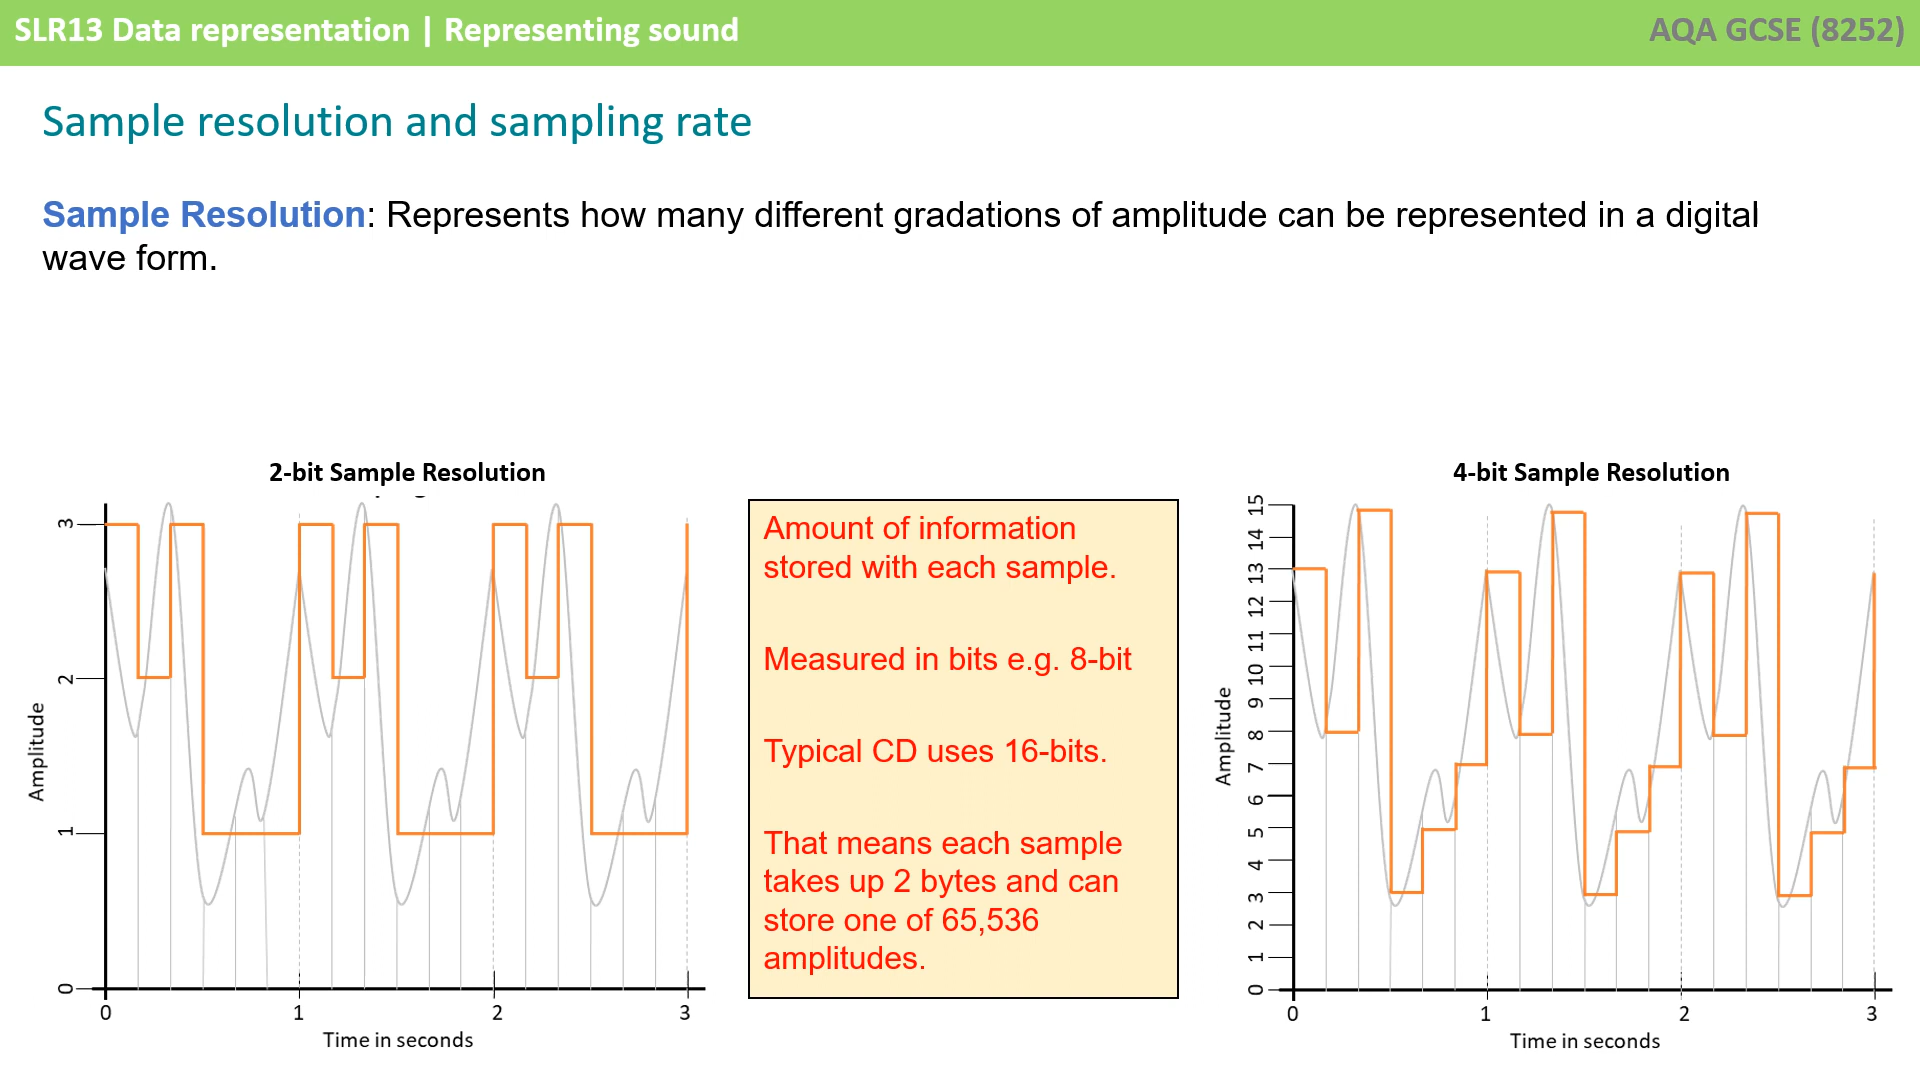 SLR13 Data representation | Representing sound
AQA GCSE (8252)
Sample resolution and sampling rate
Sample Resolution: Represents how many different gradations of amplitude can be represented in a digital
wave form.
2-bit Sample Resolution
3
2
1
0
Amplitude
0 1 2 3
Time in seconds
Amount of information
stored with each sample.
Measured in bits e.g. 8-bit
Typical CD uses 16-bits.
That means each sample
takes up 2 bytes and can
store one of 65,536
amplitudes.
4-bit Sample Resolution
15
14
13
12
11
10
9
8
7
6
5
4
3
2
1
0
Amplitude
0 1 2 3
Time in seconds